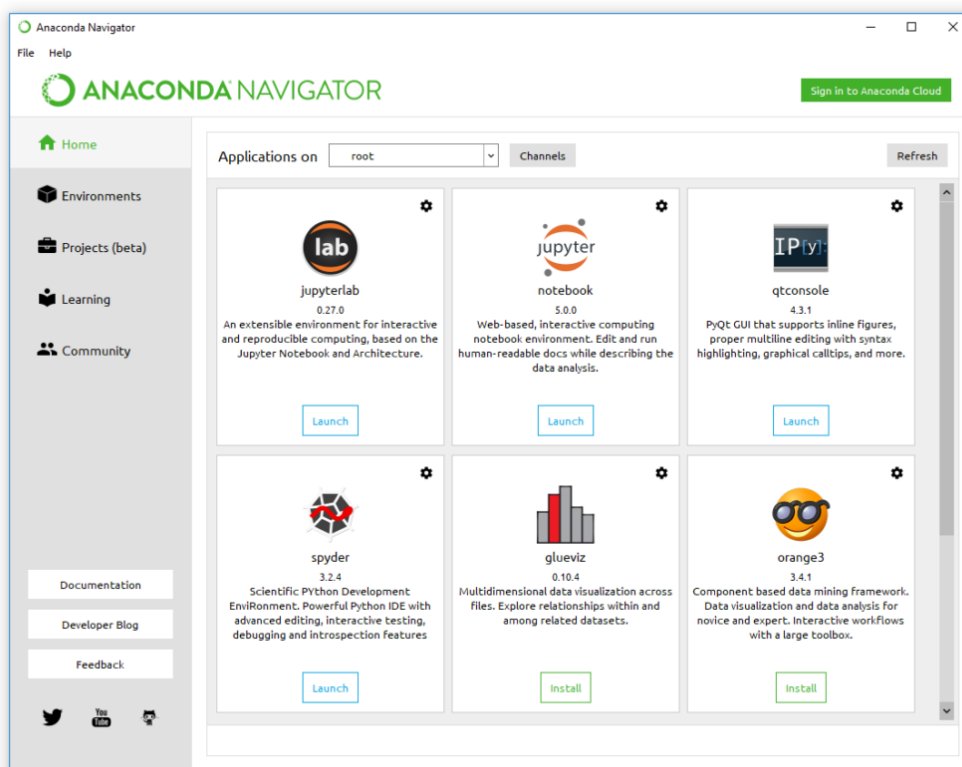 Anaconda Navigator
File Help
ANACONDA NAVIGATOR
Sign in to Anaconda Cloud
Home
Environments
Projects (beta)
Learning
Community
Documentation
Developer Blog
Feedback
You
Tube
Applications on root Channels Refresh
lab
jupyterlab
0.27.0
An extensible environment for interactive
and reproducible computing, based on the
Jupyter Notebook and Architecture.
Launch
jupyter
notebook
5.0.0
Web-based, interactive computing
notebook environment. Edit and run
human-readable docs while describing the
data analysis.
Launch
IP[y]:
qtconsole
4.3.1
PyQt GUI that supports inline figures,
proper multiline editing with syntax
highlighting, graphical calltips, and more.
Launch
spyder
3.2.4
Scientific PYthon Development
EnviRonment. Powerful Python IDE with
advanced editing, interactive testing,
debugging and introspection features
Launch
glueviz
0.10.4
Multidimensional data visualization across
files. Explore relationships within and
among related datasets.
Install
orange3
3.4.1
Component based data mining framework.
Data visualization and data analysis for
novice and expert. Interactive workflows
with a large toolbox.
Install